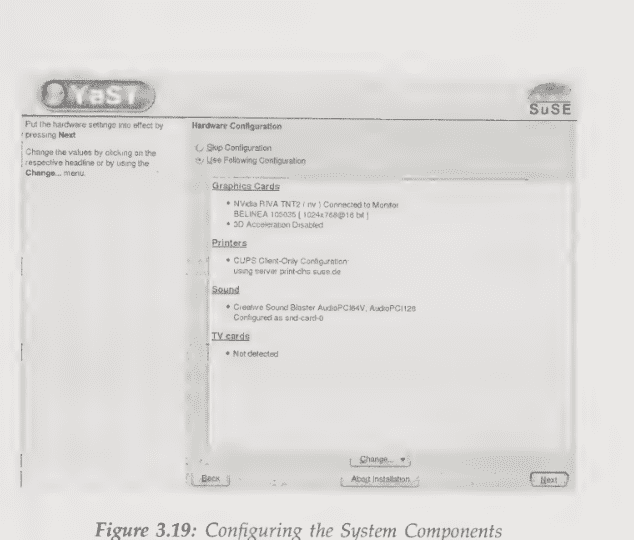 YaST
SuSE
Put the hardware settings into effect by
pressing Next
Change the values by clicking on the
respective headline or by using the
Change... menu.
Hardware Configuration
Skip Configuration
Use Following Configuration
Graphics Cards
• NVidia RIVA TNT2 ( nv ) Connected to Monitor
BELINEA 105035 [ 1024x768@16 bit ]
• 3D Acceleration Disabled
Printers
• CUPS Client-Only Configuration
using server print-dhs suse.de
Sound
• Creative Sound Blaster AudioPCI64V, AudioPCI128
Configured as snd-card-0
TV cards
• Not detected
Change...
Back
Abort Installation
Next
Figure 3.19: Configuring the System Components